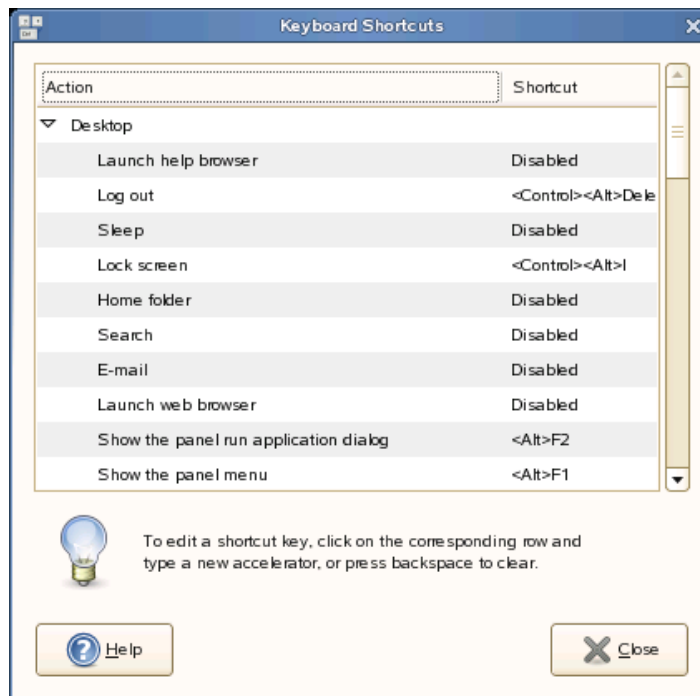 Keyboard Shortcuts
Action Shortcut
Desktop
Launch help browser Disabled
Log out <Control><Alt>Dele
Sleep Disabled
Lock screen <Control><Alt>l
Home folder Disabled
Search Disabled
E-mail Disabled
Launch web browser Disabled
Show the panel run application dialog <Alt>F2
Show the panel menu <Alt>F1
To edit a shortcut key, click on the corresponding row and
type a new accelerator, or press backspace to clear.
Help Close